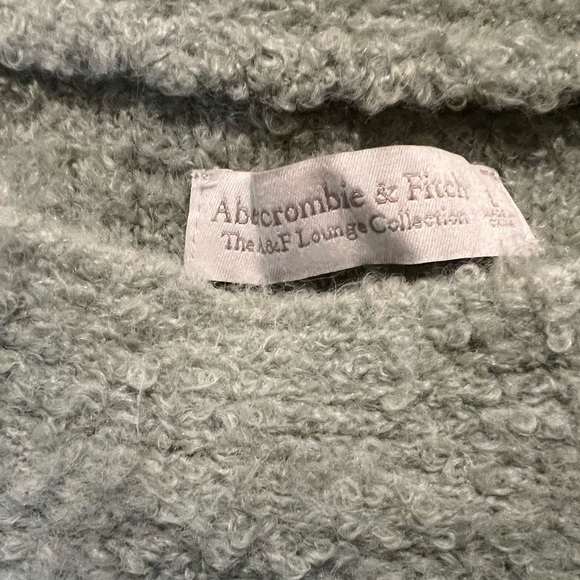 Abercrombie & Fitch
The A&F Lounge Collection
L